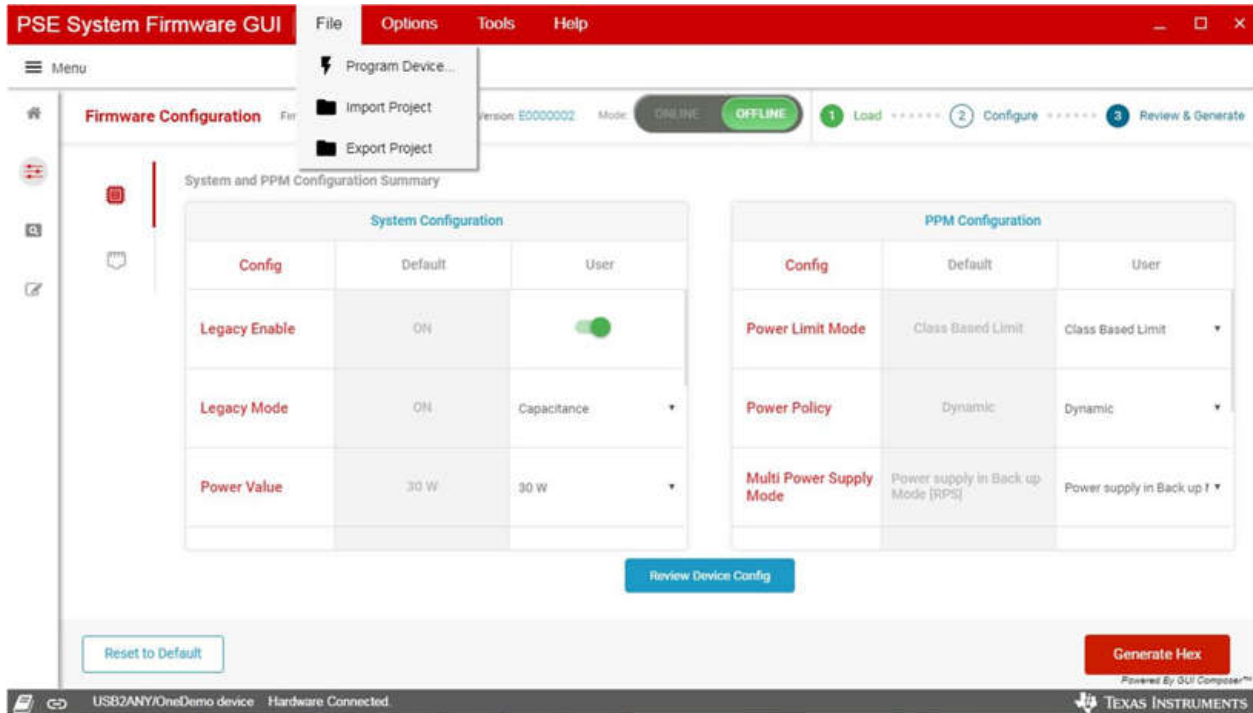 PSE System Firmware GUI File Options Tools Help
Menu
Program Device...
Import Project
Export Project
Firmware Configuration Version: E0000002 Mode: ONLINE OFFLINE 1 Load 2 Configure 3 Review & Generate
System and PPM Configuration Summary
System Configuration
Config Default User
Legacy Enable ON
Legacy Mode ON Capacitance
Power Value 30 W 30 W
PPM Configuration
Config Default User
Power Limit Mode Class Based Limit Class Based Limit
Power Policy Dynamic Dynamic
Multi Power Supply
Mode
Power supply in Back up
Mode [RPS]
Power supply in Back up
Review Device Config
Reset to Default
Generate Hex
Powered By GUI Composer™
USB2ANY/OneDemo device Hardware Connected.
TEXAS INSTRUMENTS